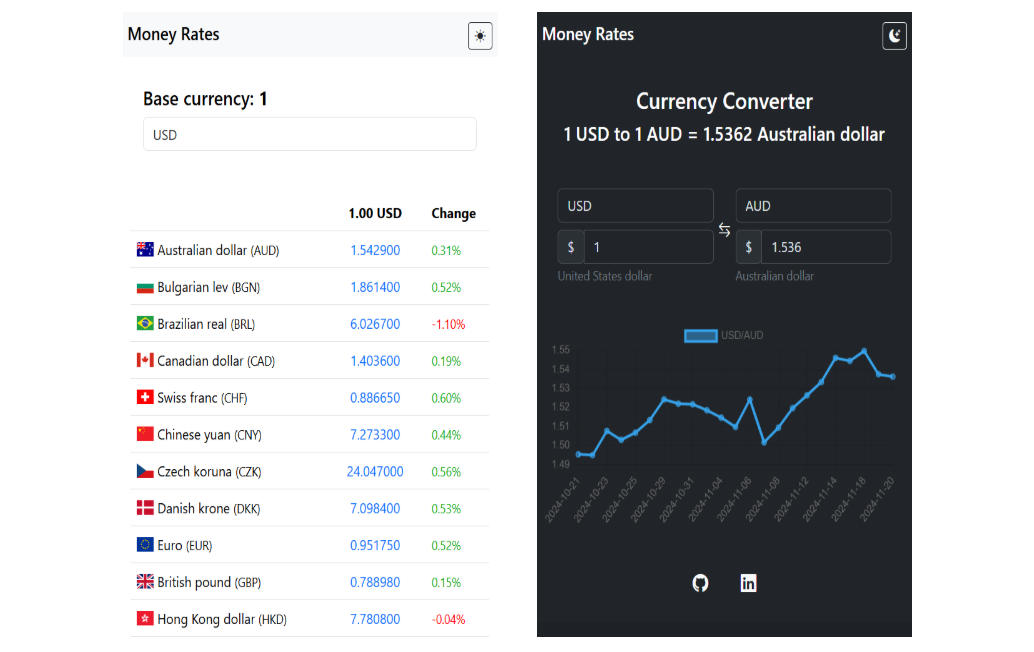 Money Rates
Base currency: 1
USD
1.00 USD Change
Australian dollar (AUD) 1.542900 0.31%
Bulgarian lev (BGN) 1.861400 0.52%
Brazilian real (BRL) 6.026700 -1.10%
Canadian dollar (CAD) 1.403600 0.19%
Swiss franc (CHF) 0.886650 0.60%
Chinese yuan (CNY) 7.273300 0.44%
Czech koruna (CZK) 24.047000 0.56%
Danish krone (DKK) 7.098400 0.53%
Euro (EUR) 0.951750 0.52%
British pound (GBP) 0.788980 0.15%
Hong Kong dollar (HKD) 7.780800 -0.04%
Money Rates
Currency Converter
1 USD to 1 AUD = 1.5362 Australian dollar
USD AUD
$ 1 $ 1.536
United States dollar Australian dollar
USD/AUD
1.55
1.54
1.53
1.52
1.51
1.50
1.49
2024-10-21 2024-10-23 2024-10-25 2024-10-29 2024-10-31 2024-11-04 2024-11-06 2024-11-08 2024-11-12 2024-11-14 2024-11-18 2024-11-20
in